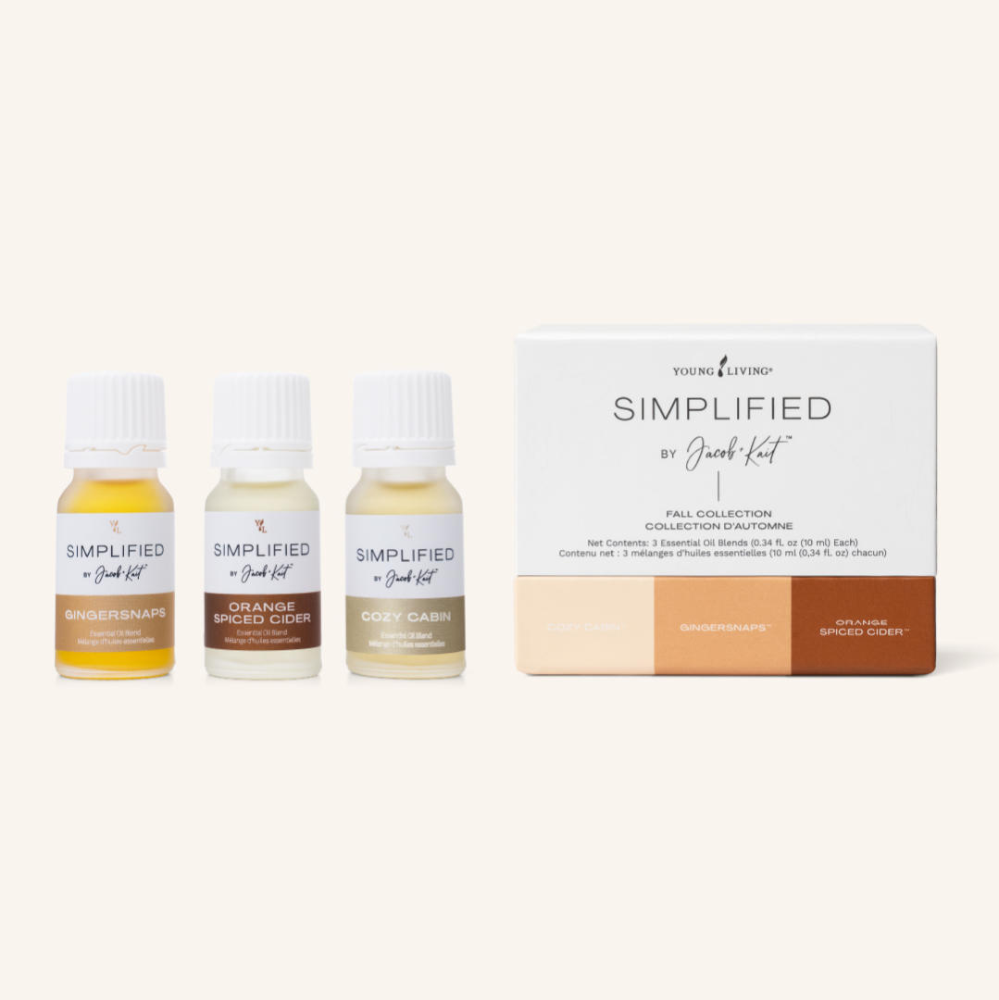 SIMPLIFIED
BY Jacob + Kait™
GINGERSNAPS
Essential Oil Blend
Mélange d'huiles essentielles
SIMPLIFIED
BY Jacob + Kait™
ORANGE
SPICED CIDER
Essential Oil Blend
Mélange d'huiles essentielles
SIMPLIFIED
BY Jacob + Kait™
COZY CABIN
Essential Oil Blend
Mélange d'huiles essentielles
YOUNG LIVING®
SIMPLIFIED
BY Jacob + Kait™
FALL COLLECTION
COLLECTION D'AUTOMNE
Net Contents: 3 Essential Oil Blends (0.34 fl. oz (10 ml) Each)
Contenu net : 3 mélanges d'huiles essentielles (10 ml (0,34 fl. oz) chacun)
COZY CABIN™
GINGERSNAPS™
ORANGE
SPICED CIDER™